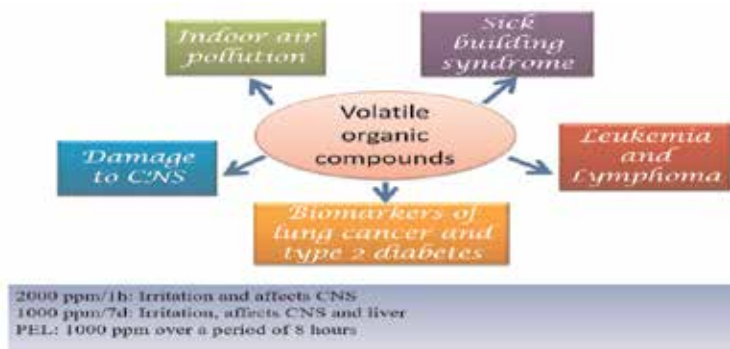 Indoor air
pollution
Sick
building
syndrome
Volatile
organic
compounds
Damage
to CNS
Leukemia
and
Lymphoma
Biomarkers of
lung cancer and
type 2 diabetes
2000 ppm/1h: Irritation and affects CNS
1000 ppm/7d: Irritation, affects CNS and liver
PEL: 1000 ppm over a period of 8 hours